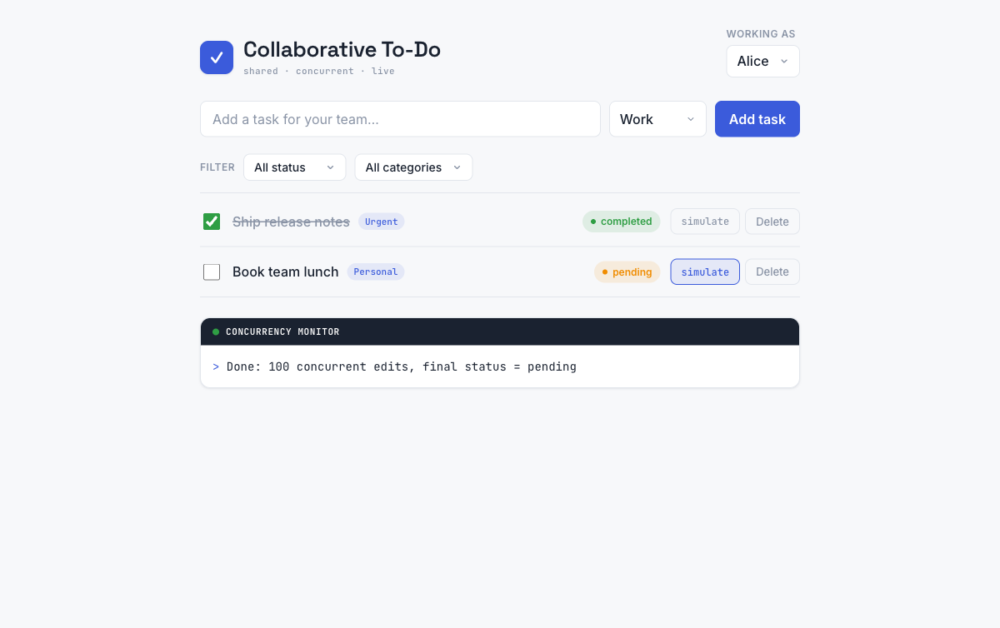 Collaborative To-Do
shared · concurrent · live
WORKING AS
Alice
Add a task for your team...
Work
Add task
FILTER
All status
All categories
Ship release notes
Urgent
completed
simulate
Delete
Book team lunch
Personal
pending
simulate
Delete
CONCURRENCY MONITOR
> Done: 100 concurrent edits, final status = pending